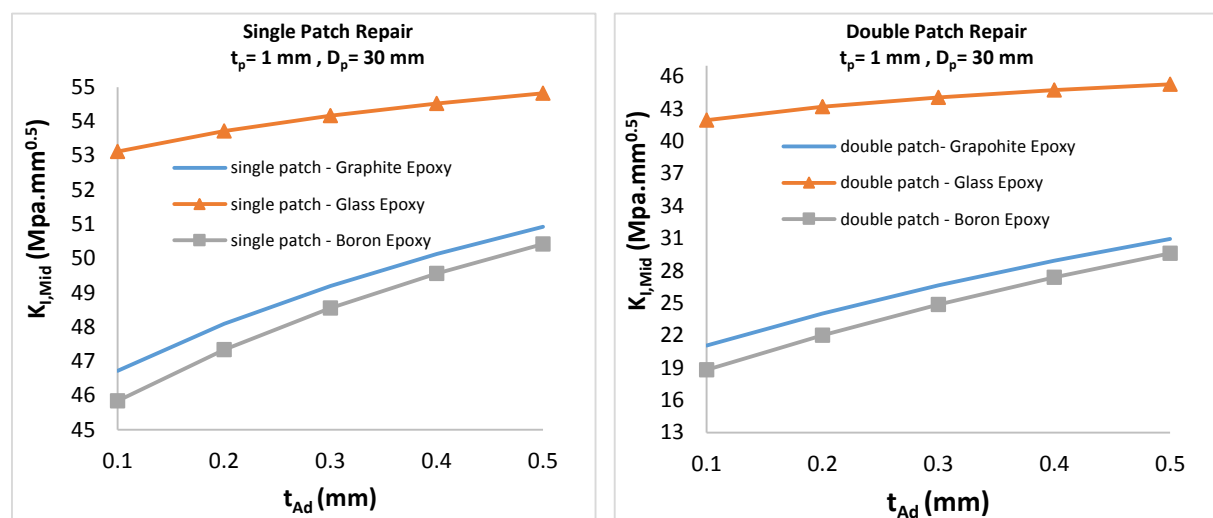 Single Patch Repair
tp= 1 mm , Dp= 30 mm
KI,Mid (Mpa.mm0.5)
55
54
53
52
51
50
49
48
47
46
45
single patch - Graphite Epoxy
single patch - Glass Epoxy
single patch - Boron Epoxy
0.1 0.2 0.3 0.4 0.5
tAd (mm)
Double Patch Repair
tp= 1 mm , Dp= 30 mm
KI,Mid (Mpa.mm0.5)
46
43
40
37
34
31
28
25
22
19
16
13
double patch- Grapohite Epoxy
double patch - Glass Epoxy
double patch - Boron Epoxy
0.1 0.2 0.3 0.4 0.5
tAd (mm)